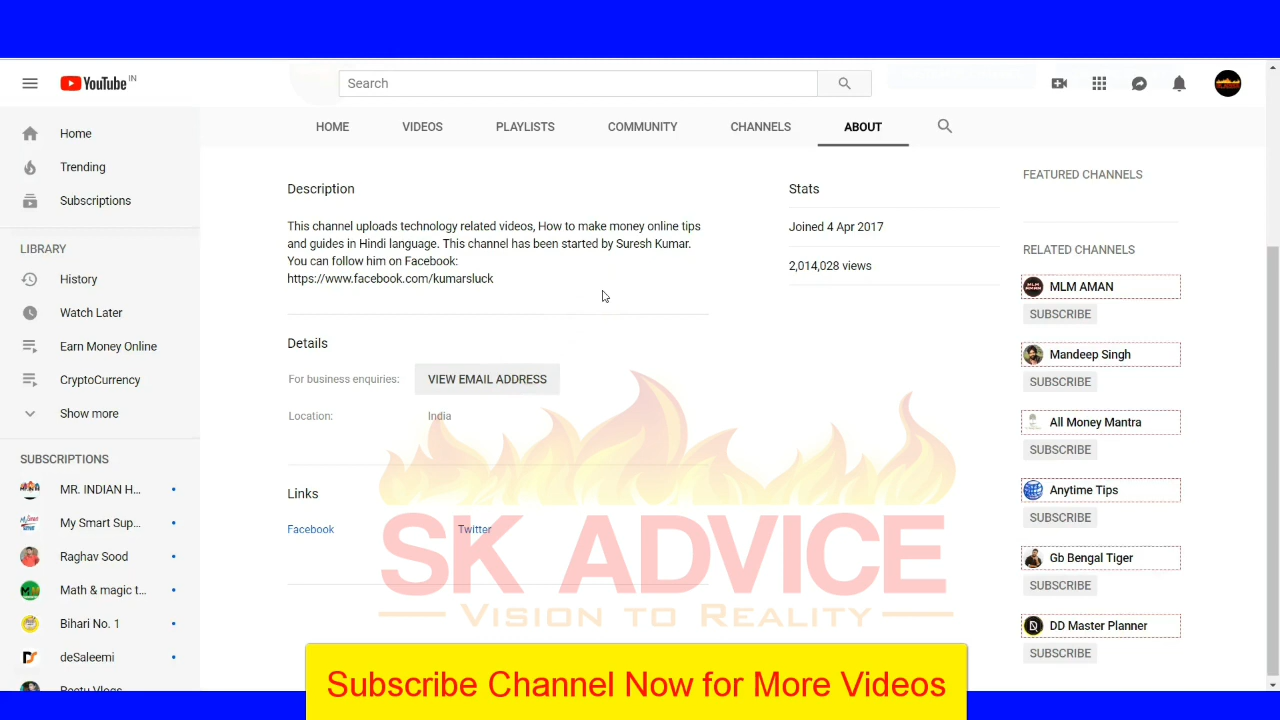 YouTube IN
Search
HOME VIDEOS PLAYLISTS COMMUNITY CHANNELS ABOUT
Home
Trending
Subscriptions
LIBRARY
History
Watch Later
Earn Money Online
CryptoCurrency
Show more
SUBSCRIPTIONS
MR. INDIAN H...
My Smart Sup...
Raghav Sood
Math & magic t...
Bihari No. 1
deSaleemi
Reetu Vlogs
Description
This channel uploads technology related videos, How to make money online tips
and guides in Hindi language. This channel has been started by Suresh Kumar.
You can follow him on Facebook:
https://www.facebook.com/kumarsluck
Details
For business enquiries: VIEW EMAIL ADDRESS
Location: India
Links
Facebook Twitter
Stats
Joined 4 Apr 2017
2,014,028 views
FEATURED CHANNELS
RELATED CHANNELS
MLM AMAN
SUBSCRIBE
Mandeep Singh
SUBSCRIBE
All Money Mantra
SUBSCRIBE
Anytime Tips
SUBSCRIBE
Gb Bengal Tiger
SUBSCRIBE
DD Master Planner
SUBSCRIBE
SK ADVICE
VISION TO REALITY
Subscribe Channel Now for More Videos